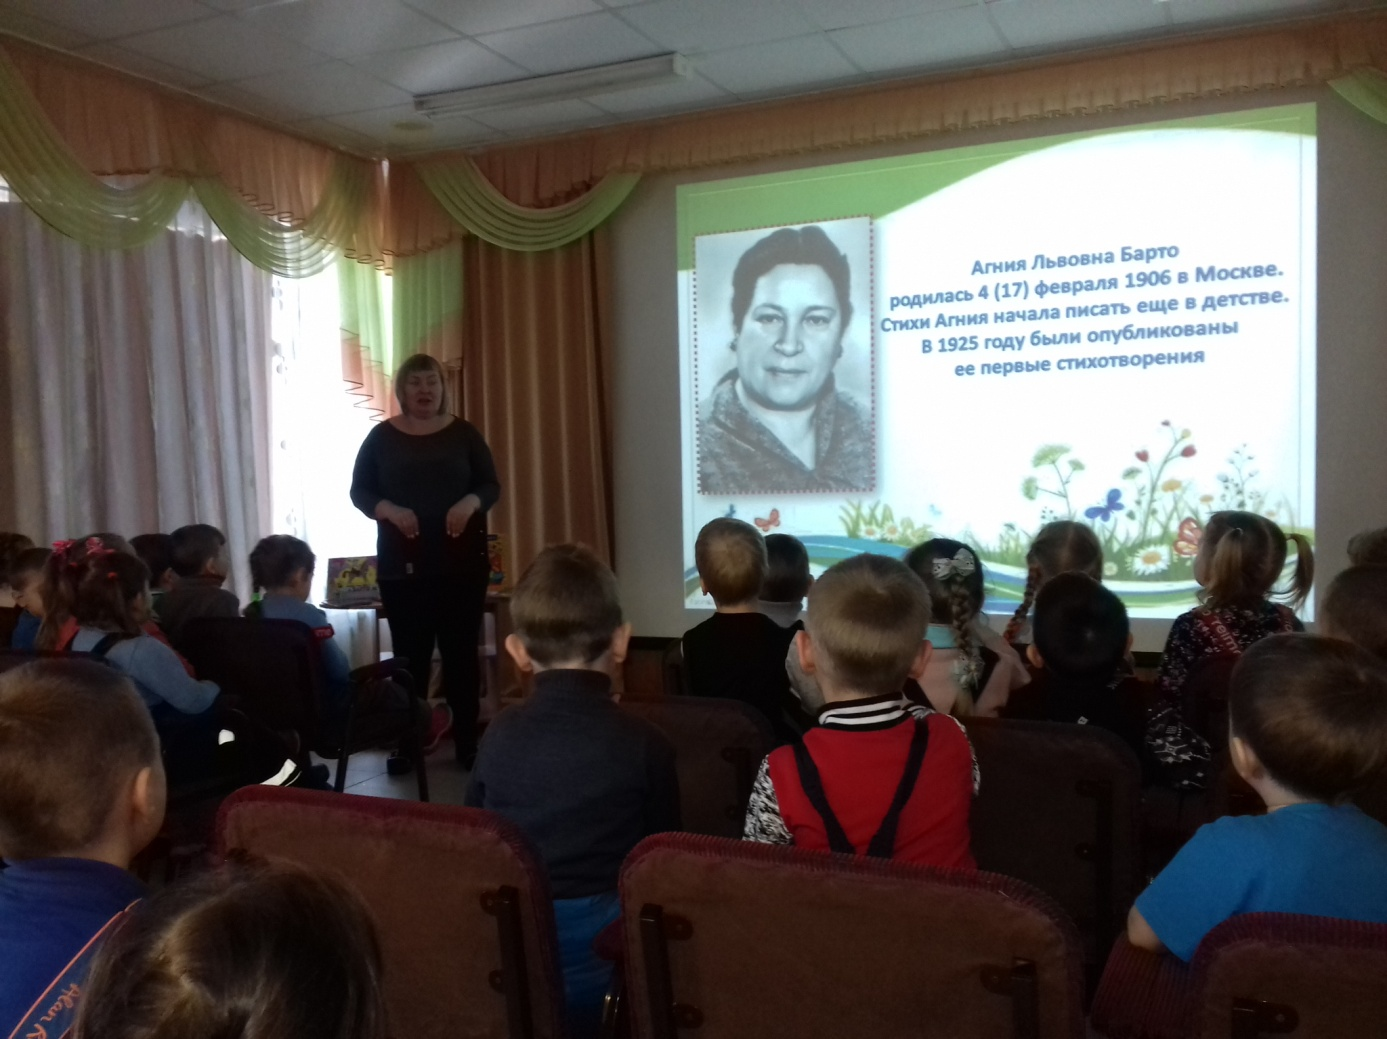 Агния Львовна Барто
родилась 4 (17) февраля 1906 в Москве.
Стихи Агния начала писать еще в детстве.
В 1925 году были опубликованы
ее первые стихотворения